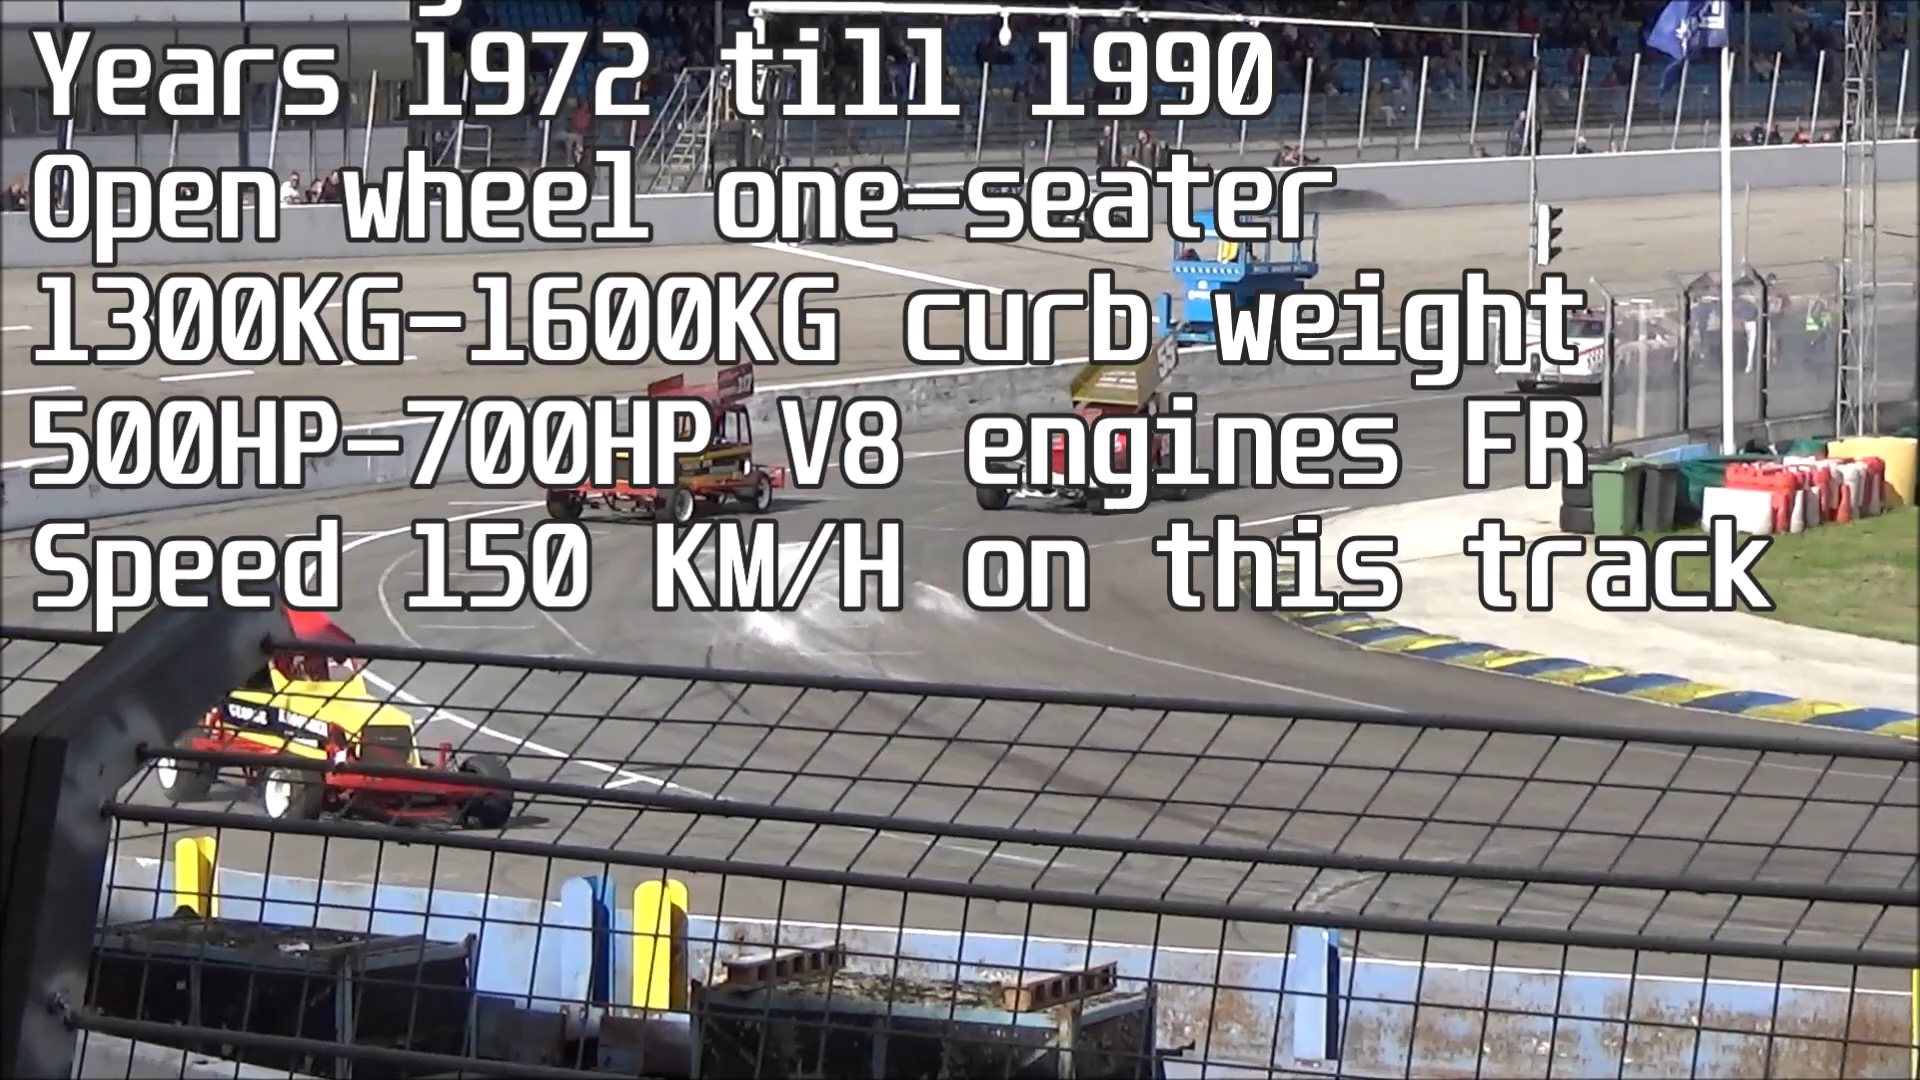 Years 1972 till 1990
Open wheel one-seater
1300KG-1600KG curb weight
500HP-700HP V8 engines FR
Speed 150 KM/H on this track